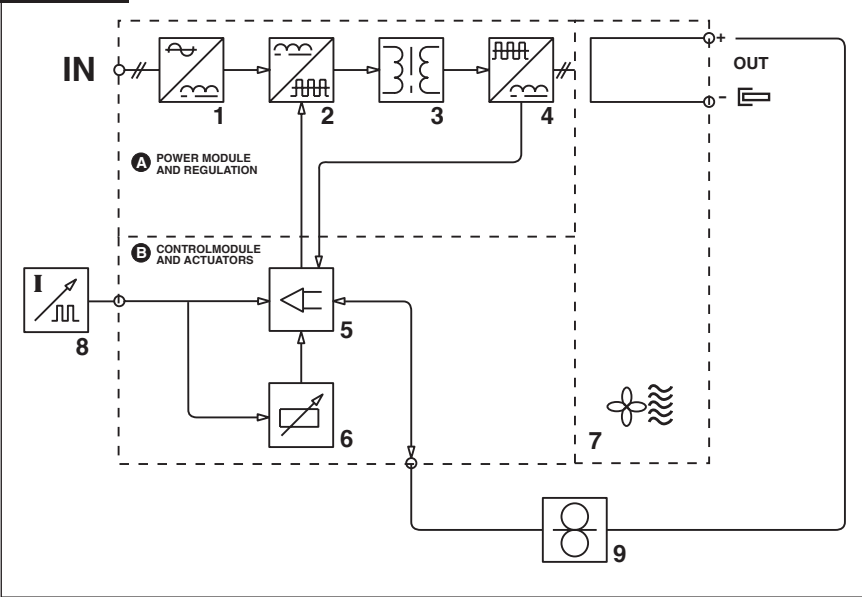 IN
+
OUT
-
1
2
3
4
A POWER MODULE
AND REGULATION
B CONTROLMODULE
AND ACTUATORS
I
5
8
6
7
9